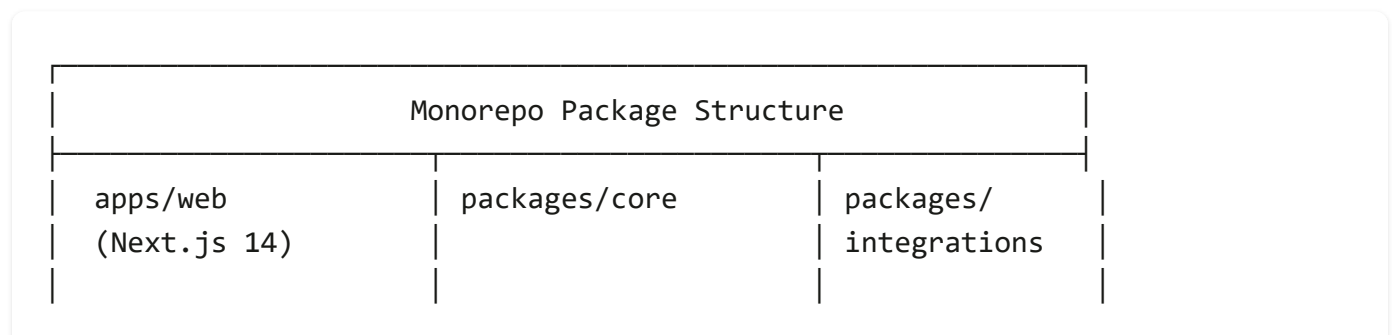 Monorepo Package Structure
apps/web packages/core packages/
(Next.js 14) integrations